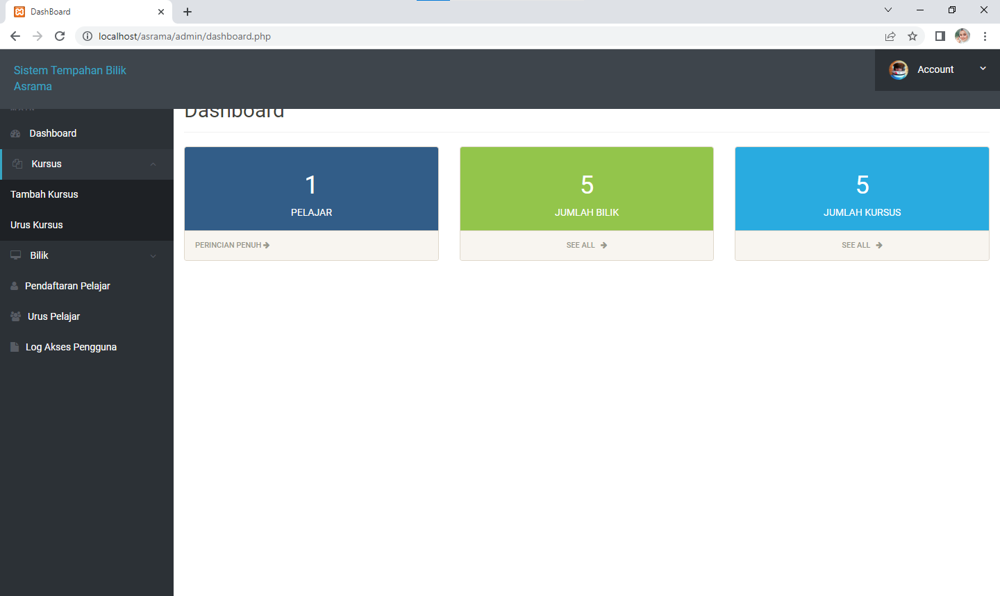 DashBoard
localhost/asrama/admin/dashboard.php
Sistem Tempahan Bilik
Asrama
Account
Dashboard
Dashboard
Kursus
Tambah Kursus
Urus Kursus
Bilik
Pendaftaran Pelajar
Urus Pelajar
Log Akses Pengguna
1
PELAJAR
PERINCIAN PENUH
5
JUMLAH BILIK
SEE ALL
5
JUMLAH KURSUS
SEE ALL